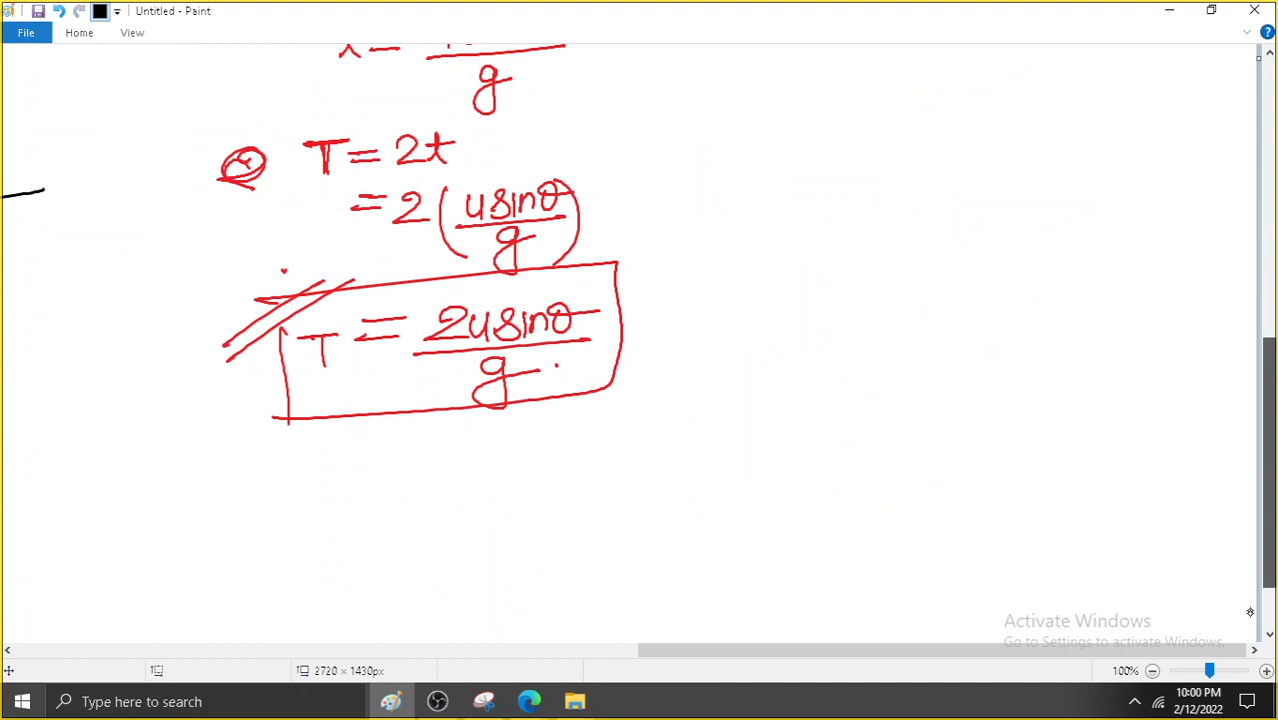 Untitled - Paint
File Home View
g
T = 2t
= 2 (usinθ/g)
T = 2usinθ/g
Activate Windows
Go to Settings to activate Windows.
2720 × 1430px
100%
Type here to search
10:00 PM
2/12/2022